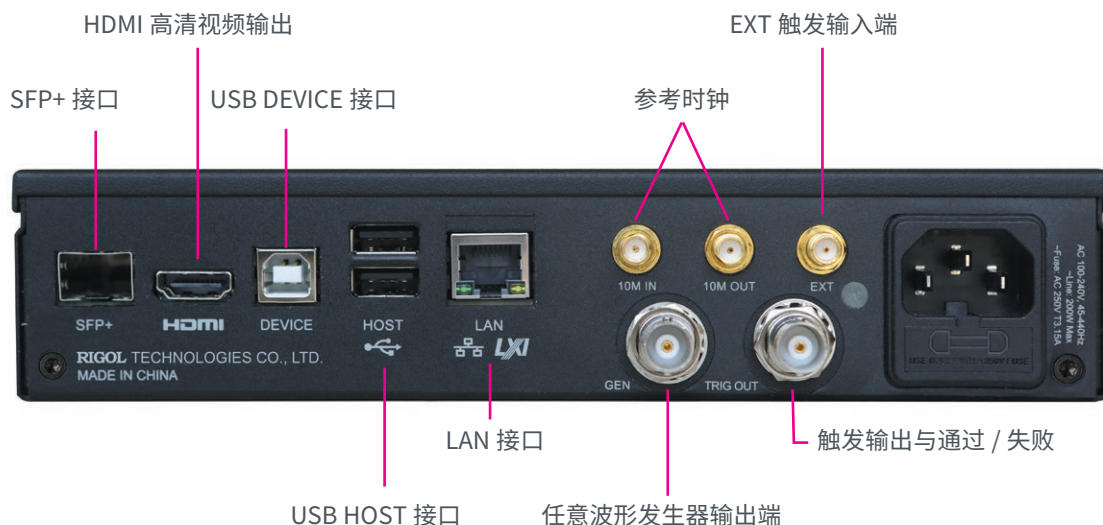 HDMI 高清视频输出
EXT 触发输入端
SFP+ 接口
USB DEVICE 接口
参考时钟
10M IN
10M OUT
EXT
SFP+
HDMI
DEVICE
HOST
LAN
LXI
RIGOL TECHNOLOGIES CO., LTD.
MADE IN CHINA
GEN
TRIG OUT
AC 100-240V, 45-440Hz
~Line: 200W Max
~Fuse: AC 250V T3.15A
LAN 接口
触发输出与通过 / 失败
USB HOST 接口
任意波形发生器输出端